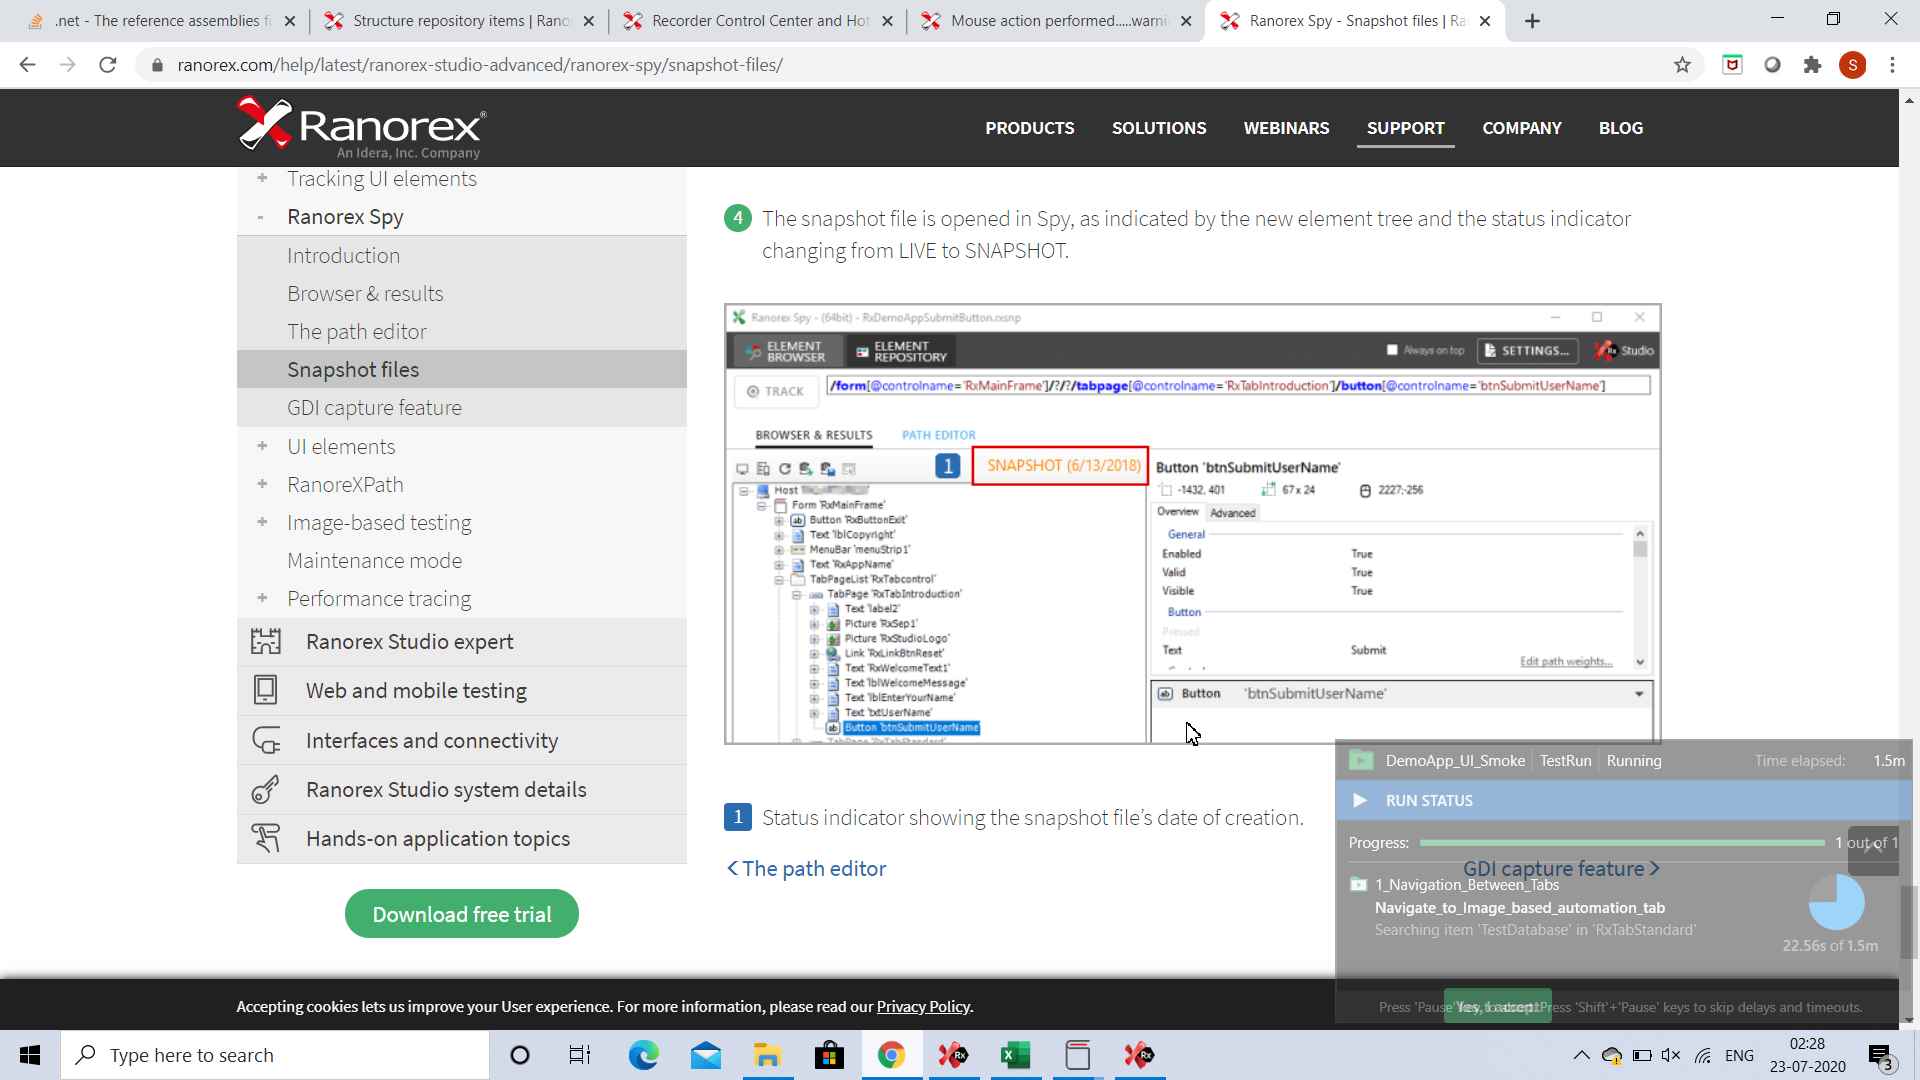 .net - The reference assemblies f
Structure repository items | Rano
Recorder Control Center and Hot
Mouse action performed.....warni
Ranorex Spy - Snapshot files | Ra
ranorex.com/help/latest/ranorex-studio-advanced/ranorex-spy/snapshot-files/
S
Ranorex®
An Idera, Inc. Company
PRODUCTS
SOLUTIONS
WEBINARS
SUPPORT
COMPANY
BLOG
+ Tracking UI elements
- Ranorex Spy
Introduction
Browser & results
The path editor
Snapshot files
GDI capture feature
+ UI elements
+ RanoreXPath
+ Image-based testing
Maintenance mode
+ Performance tracing
Ranorex Studio expert
Web and mobile testing
Interfaces and connectivity
Ranorex Studio system details
Hands-on application topics
Download free trial
4 The snapshot file is opened in Spy, as indicated by the new element tree and the status indicator
changing from LIVE to SNAPSHOT.
Ranorex Spy - (64bit) - RxDemoAppSubmitButton.rxsnp
ELEMENT
BROWSER
ELEMENT
REPOSITORY
Always on top
SETTINGS...
Rx Studio
TRACK
/form[@controlname='RxMainFrame']/?/?/tabpage[@controlname='RxTabIntroduction']/button[@controlname='btnSubmitUserName']
BROWSER & RESULTS
PATH EDITOR
1
SNAPSHOT (6/13/2018)
Host
Form 'RxMainFrame'
Button 'RxButtonExit'
Text 'lblCopyright'
MenuBar 'menuStrip1'
Text 'RxAppName'
TabPageList 'RxTabcontrol'
TabPage 'RxTabIntroduction'
Text 'label2'
Picture 'RxSep1'
Picture 'RxStudioLogo'
Link 'RxLinkBtnReset'
Text 'RxWelcomeText1'
Text 'lblWelcomeMessage'
Text 'lblEnterYourName'
Text 'txtUserName'
Button 'btnSubmitUserName'
TabPage 'RxTabStandard'
Button 'btnSubmitUserName'
-1432, 401
67 x 24
2227;-256
Overview
Advanced
General
Enabled True
Valid True
Visible True
Button
Pressed
Text Submit
Edit path weights...
Button 'btnSubmitUserName'
1 Status indicator showing the snapshot file's date of creation.
The path editor
GDI capture feature
DemoApp_UI_Smoke
TestRun
Running
Time elapsed:
1.5m
RUN STATUS
Progress:
1 out of 1
1_Navigation_Between_Tabs
Navigate_to_Image_based_automation_tab
Searching item 'TestDatabase' in 'RxTabStandard'
22.56s of 1.5m
Accepting cookies lets us improve your User experience. For more information, please read our Privacy Policy.
Press 'Pause'
Press 'Shift'+'Pause' keys to skip delays and timeouts.
Type here to search
Rx
Rx
ENG
02:28
23-07-2020
3